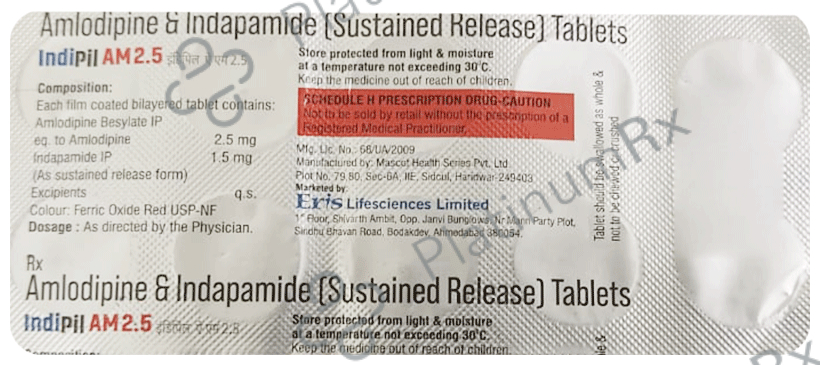 Amlodipine & Indapamide (Sustained Release) Tablets
IndiPil AM 2.5 इंडिपिल ए एम 2.5
Composition:
Each film coated bilayered tablet contains:
Amlodipine Besylate IP
eq. to Amlodipine 2.5 mg
Indapamide IP 1.5 mg
(As sustained release form)
Excipients q.s.
Colour: Ferric Oxide Red USP-NF
Dosage : As directed by the Physician.
Store protected from light & moisture
at a temperature not exceeding 30°C.
Keep the medicine out of reach of children.
SCHEDULE H PRESCRIPTION DRUG-CAUTION
Not to be sold by retail without the prescription of a
Registered Medical Practitioner.
Mfg. Lic. No.: 68/UA/2009
Manufactured by: Mascot Health Series Pvt. Ltd.
Plot No. 79,80, Sec-6A, IIE, Sidcul, Haridwar-249403
Marketed by:
Eris Lifesciences Limited
1st Floor, Shivarth Ambit, Opp. Janvi Bunglows, Nr Mann Party Plot,
Sindhu Bhavan Road, Bodakdev, Ahmedabad 380054.
Tablet should be swallowed as whole &
not to be chewed or crushed
PlatinumRx
Rx
Amlodipine & Indapamide (Sustained Release) Tablets
IndiPil AM 2.5 इंडिपिल ए एम 2.5
Store protected from light & moisture
at a temperature not exceeding 30°C.
Keep the medicine out of reach of children.